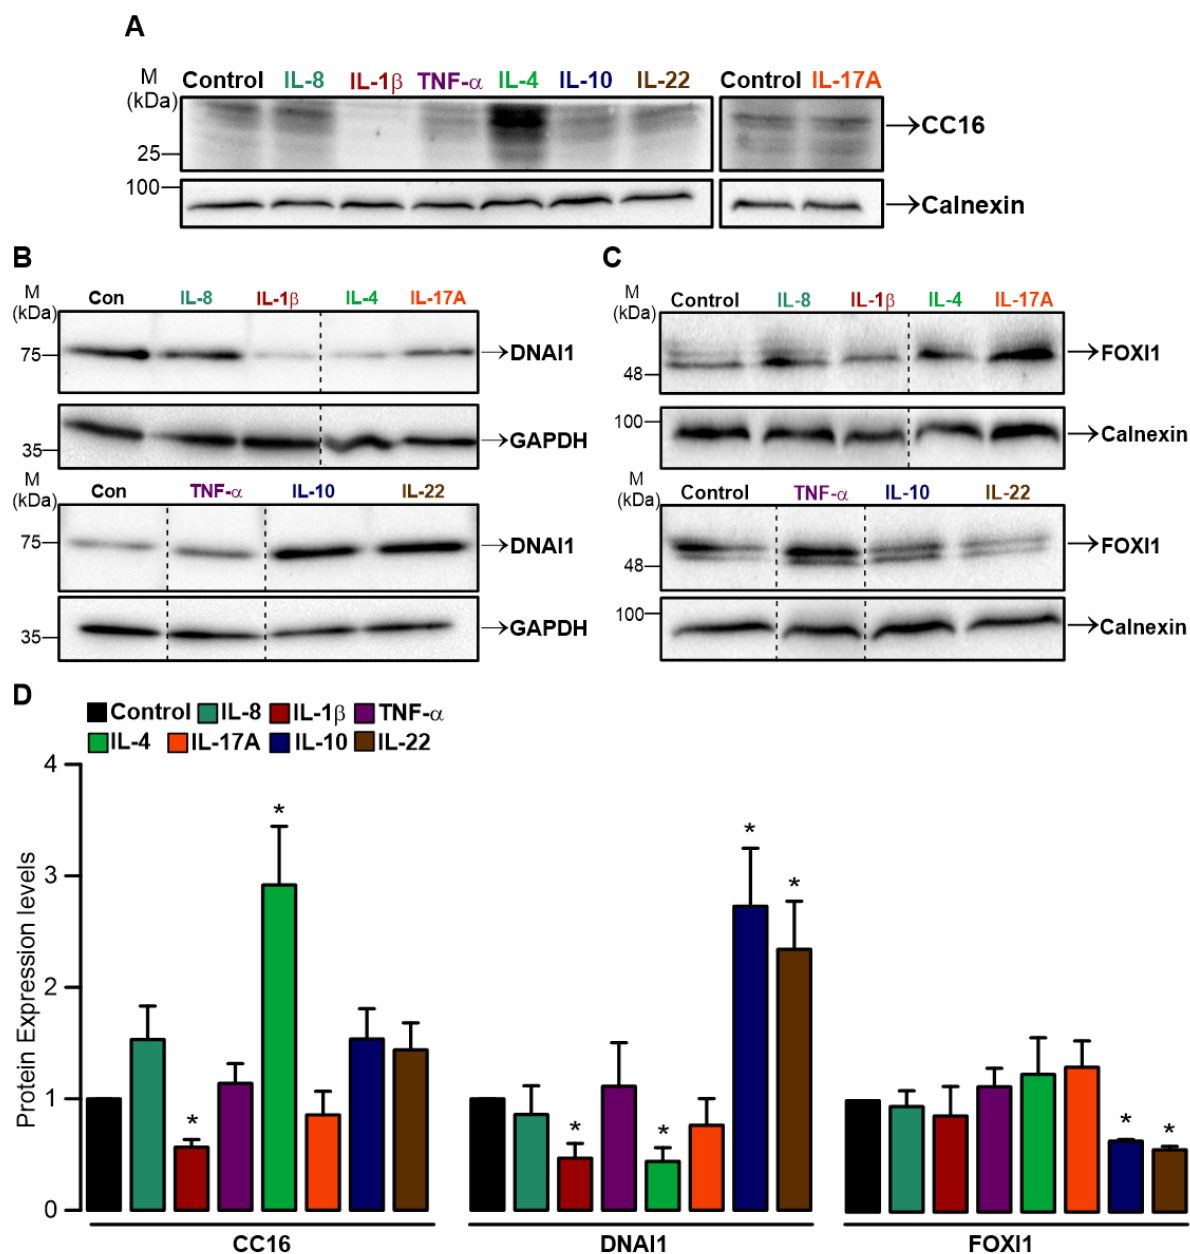 A
M
(kDa)
Control IL-8 IL-1β TNF-α IL-4 IL-10 IL-22 Control IL-17A
→CC16
25
100
→Calnexin
B
M
(kDa)
Con IL-8 IL-1β IL-4 IL-17A
75
→DNAI1
35
→GAPDH
M
(kDa)
Con TNF-α IL-10 IL-22
75
→DNAI1
35
→GAPDH
C
M
(kDa)
Control IL-8 IL-1β IL-4 IL-17A
→FOXI1
48
100
→Calnexin
M
(kDa)
Control TNF-α IL-10 IL-22
→FOXI1
48
100
→Calnexin
D
Control IL-8 IL-1β TNF-α
IL-4 IL-17A IL-10 IL-22
Protein Expression levels
4
3
2
1
0
* * * * * * * *
CC16 DNAI1 FOXI1